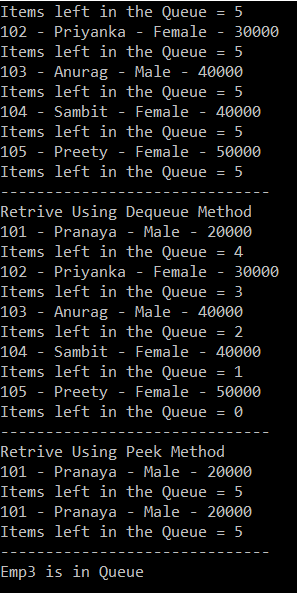 Items left in the Queue = 5
102 - Priyanka - Female - 30000
Items left in the Queue = 5
103 - Anurag - Male - 40000
Items left in the Queue = 5
104 - Sambit - Female - 40000
Items left in the Queue = 5
105 - Preety - Female - 50000
Items left in the Queue = 5
------------------------------
Retrive Using Dequeue Method
101 - Pranaya - Male - 20000
Items left in the Queue = 4
102 - Priyanka - Female - 30000
Items left in the Queue = 3
103 - Anurag - Male - 40000
Items left in the Queue = 2
104 - Sambit - Female - 40000
Items left in the Queue = 1
105 - Preety - Female - 50000
Items left in the Queue = 0
------------------------------
Retrive Using Peek Method
101 - Pranaya - Male - 20000
Items left in the Queue = 5
101 - Pranaya - Male - 20000
Items left in the Queue = 5
------------------------------
Emp3 is in Queue